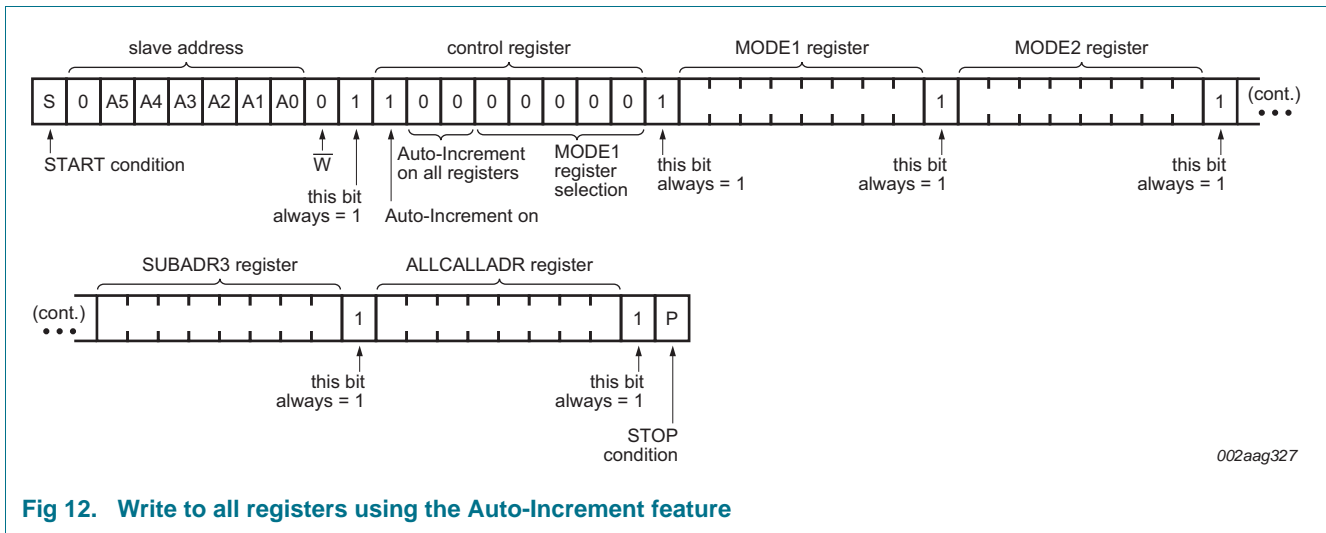 slave address control register MODE1 register MODE2 register
S 0 A5 A4 A3 A2 A1 A0 0 1 1 0 0 0 0 0 0 0 1 1 1 (cont.)
START condition W Auto-Increment on all registers MODE1 register selection this bit always = 1 this bit always = 1 this bit always = 1
this bit always = 1 Auto-Increment on
SUBADR3 register ALLCALLADR register
(cont.) 1 1 P
this bit always = 1 this bit always = 1
STOP condition
002aag327
Fig 12. Write to all registers using the Auto-Increment feature